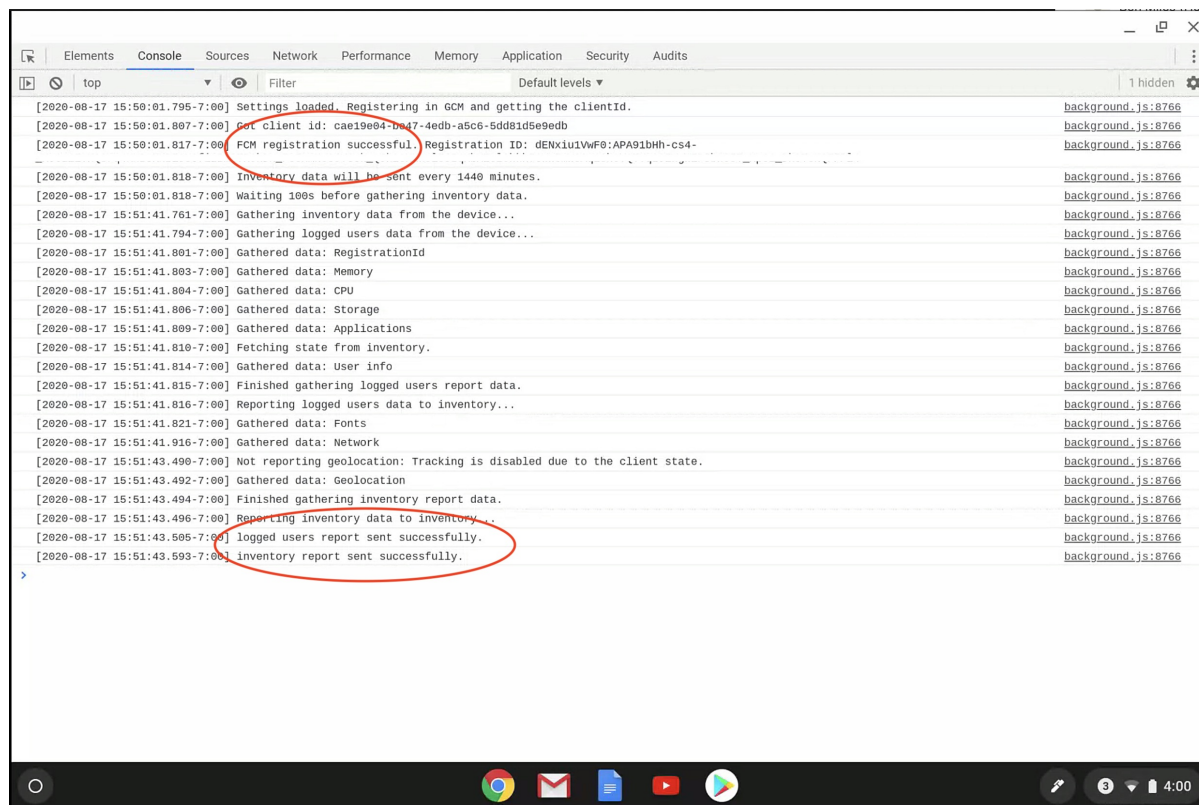 Elements Console Sources Network Performance Memory Application Security Audits
top Filter Default levels ▼ 1 hidden
[2020-08-17 15:50:01.795-7:00] Settings loaded. Registering in GCM and getting the clientId. background.js:8766
[2020-08-17 15:50:01.807-7:00] Got client id: cae19e04-be47-4edb-a5c6-5dd81d5e9edb background.js:8766
[2020-08-17 15:50:01.817-7:00] FCM registration successful. Registration ID: dENxiu1VwF0:APA91bHh-cs4- background.js:8766
[2020-08-17 15:50:01.818-7:00] Inventory data will be sent every 1440 minutes. background.js:8766
[2020-08-17 15:50:01.818-7:00] Waiting 100s before gathering inventory data. background.js:8766
[2020-08-17 15:51:41.761-7:00] Gathering inventory data from the device... background.js:8766
[2020-08-17 15:51:41.794-7:00] Gathering logged users data from the device... background.js:8766
[2020-08-17 15:51:41.801-7:00] Gathered data: RegistrationId background.js:8766
[2020-08-17 15:51:41.803-7:00] Gathered data: Memory background.js:8766
[2020-08-17 15:51:41.804-7:00] Gathered data: CPU background.js:8766
[2020-08-17 15:51:41.806-7:00] Gathered data: Storage background.js:8766
[2020-08-17 15:51:41.809-7:00] Gathered data: Applications background.js:8766
[2020-08-17 15:51:41.810-7:00] Fetching state from inventory. background.js:8766
[2020-08-17 15:51:41.814-7:00] Gathered data: User info background.js:8766
[2020-08-17 15:51:41.815-7:00] Finished gathering logged users report data. background.js:8766
[2020-08-17 15:51:41.816-7:00] Reporting logged users data to inventory... background.js:8766
[2020-08-17 15:51:41.821-7:00] Gathered data: Fonts background.js:8766
[2020-08-17 15:51:41.916-7:00] Gathered data: Network background.js:8766
[2020-08-17 15:51:43.490-7:00] Not reporting geolocation: Tracking is disabled due to the client state. background.js:8766
[2020-08-17 15:51:43.492-7:00] Gathered data: Geolocation background.js:8766
[2020-08-17 15:51:43.494-7:00] Finished gathering inventory report data. background.js:8766
[2020-08-17 15:51:43.496-7:00] Reporting inventory data to inventory... background.js:8766
[2020-08-17 15:51:43.505-7:00] logged users report sent successfully. background.js:8766
[2020-08-17 15:51:43.593-7:00] inventory report sent successfully. background.js:8766
3 4:00